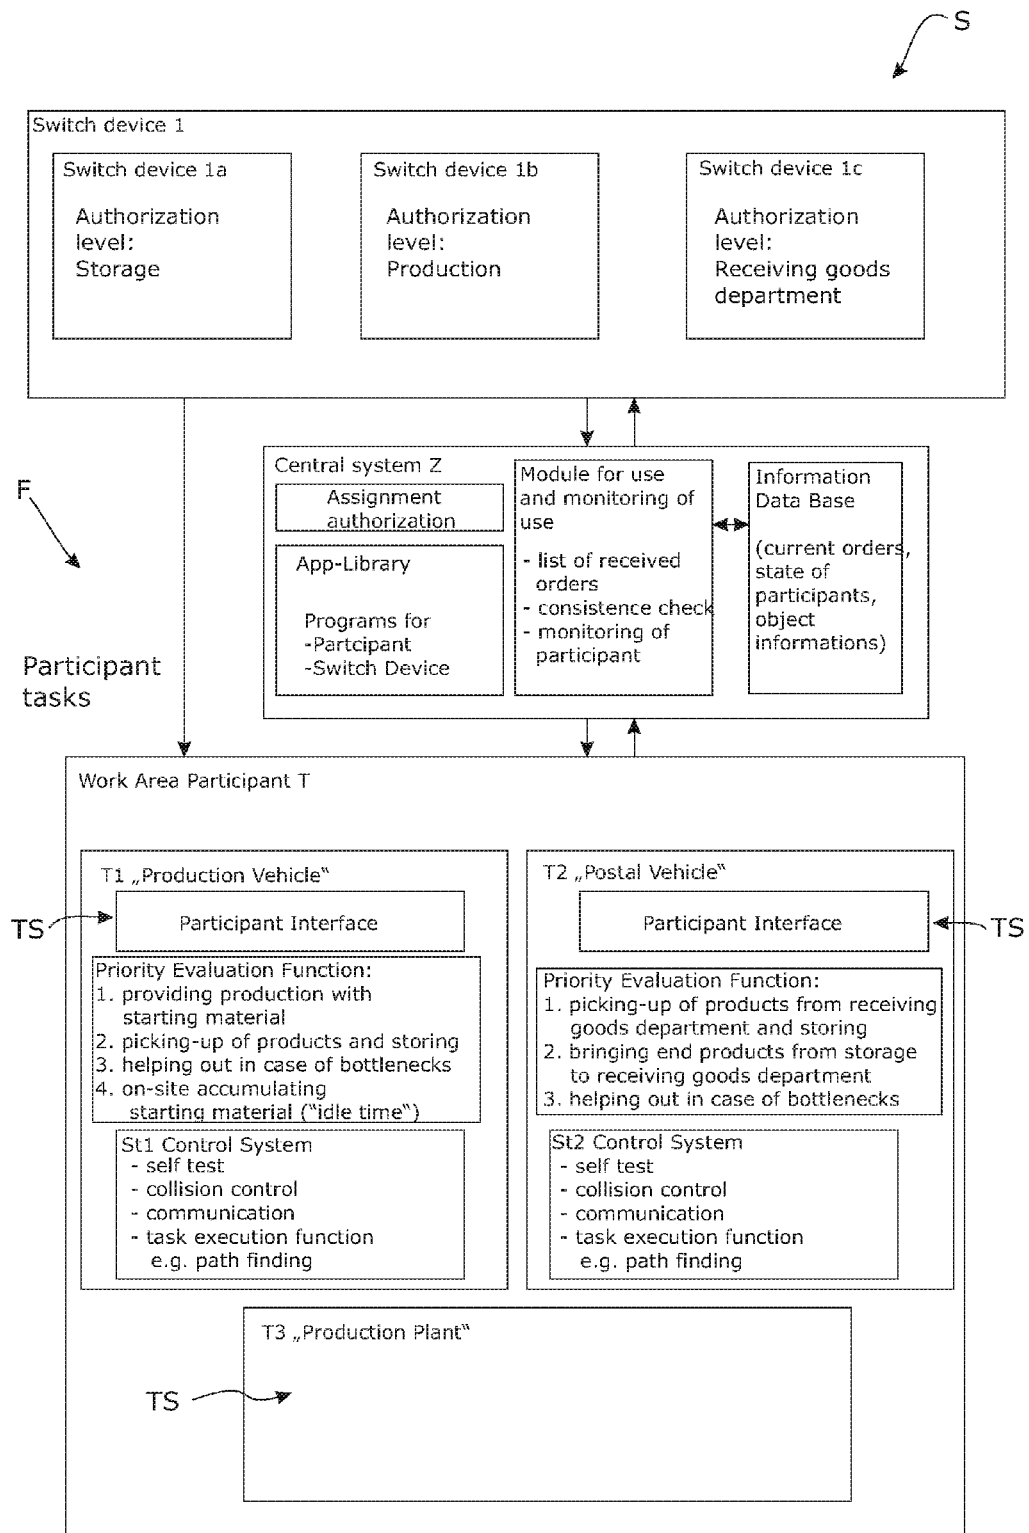 S
Switch device 1
Switch device 1a
Authorization
level:
Storage
Switch device 1b
Authorization
level:
Production
Switch device 1c
Authorization
level:
Receiving goods
department
F
Participant
tasks
Central system Z
Assignment
authorization
App-Library
Programs for
-Partcipant
-Switch Device
Module for use
and monitoring of
use
- list of received
orders
- consistence check
- monitoring of
participant
Information
Data Base
(current orders,
state of
participants,
object
informations)
Work Area Participant T
T1 „Production Vehicle“
TS
Participant Interface
Priority Evaluation Function:
1. providing production with
starting material
2. picking-up of products and storing
3. helping out in case of bottlenecks
4. on-site accumulating
starting material (“idle time“)
St1 Control System
- self test
- collision control
- communication
- task execution function
e.g. path finding
T2 „Postal Vehicle“
Participant Interface
TS
Priority Evaluation Function:
1. picking-up of products from receiving
goods department and storing
2. bringing end products from storage
to receiving goods department
3. helping out in case of bottlenecks
St2 Control System
- self test
- collision control
- communication
- task execution function
e.g. path finding
T3 „Production Plant“
TS